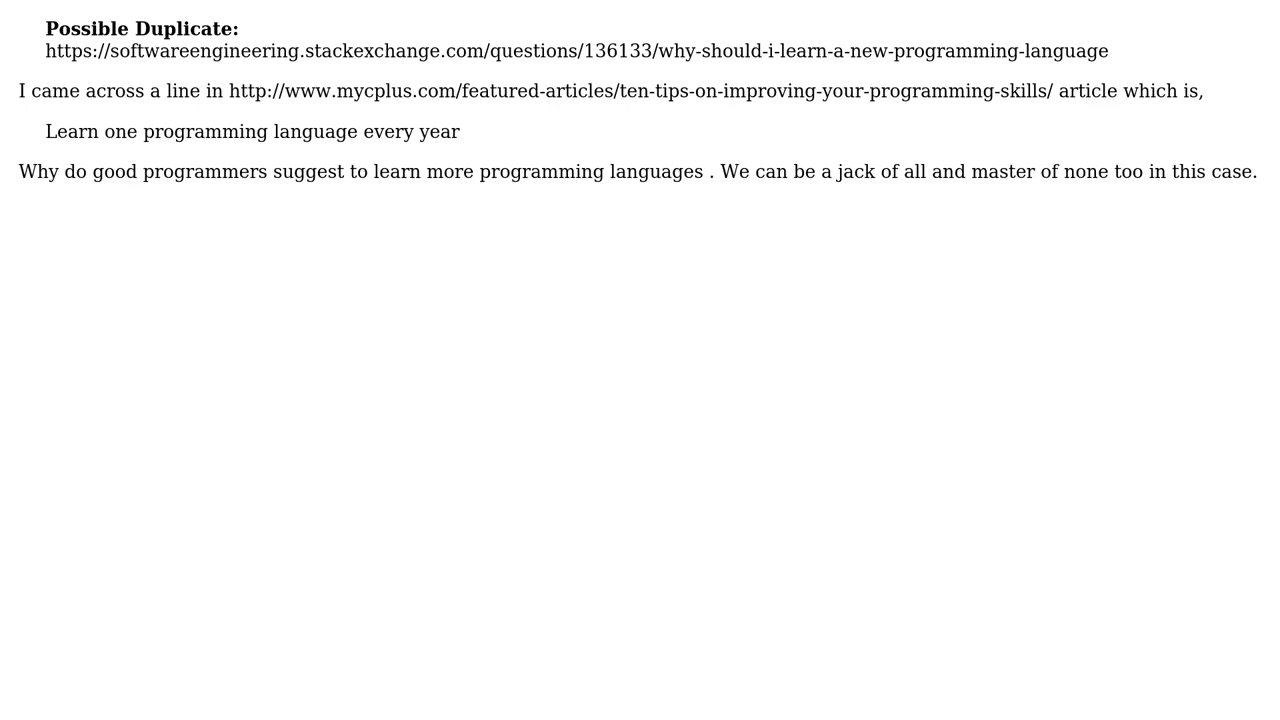 Possible Duplicate:
https://softwareengineering.stackexchange.com/questions/136133/why-should-i-learn-a-new-programming-language
I came across a line in http://www.mycplus.com/featured-articles/ten-tips-on-improving-your-programming-skills/ article which is,
Learn one programming language every year
Why do good programmers suggest to learn more programming languages . We can be a jack of all and master of none too in this case.